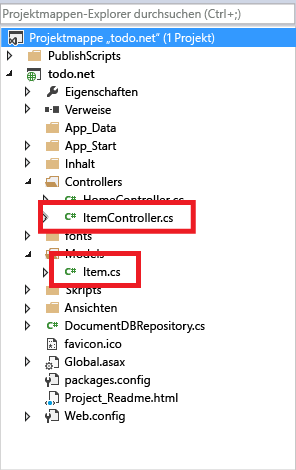 Projektmappen-Explorer durchsuchen (Ctrl+;)
Projektmappe „todo.net" (1 Projekt)
PublishScripts
todo.net
Eigenschaften
Verweise
App_Data
App_Start
Inhalt
Controllers
C# HomeController.cs
C# ItemController.cs
fonts
Models
C# Item.cs
Skripts
Ansichten
C# DocumentDBRepository.cs
favicon.ico
Global.asax
packages.config
Project_Readme.html
Web.config